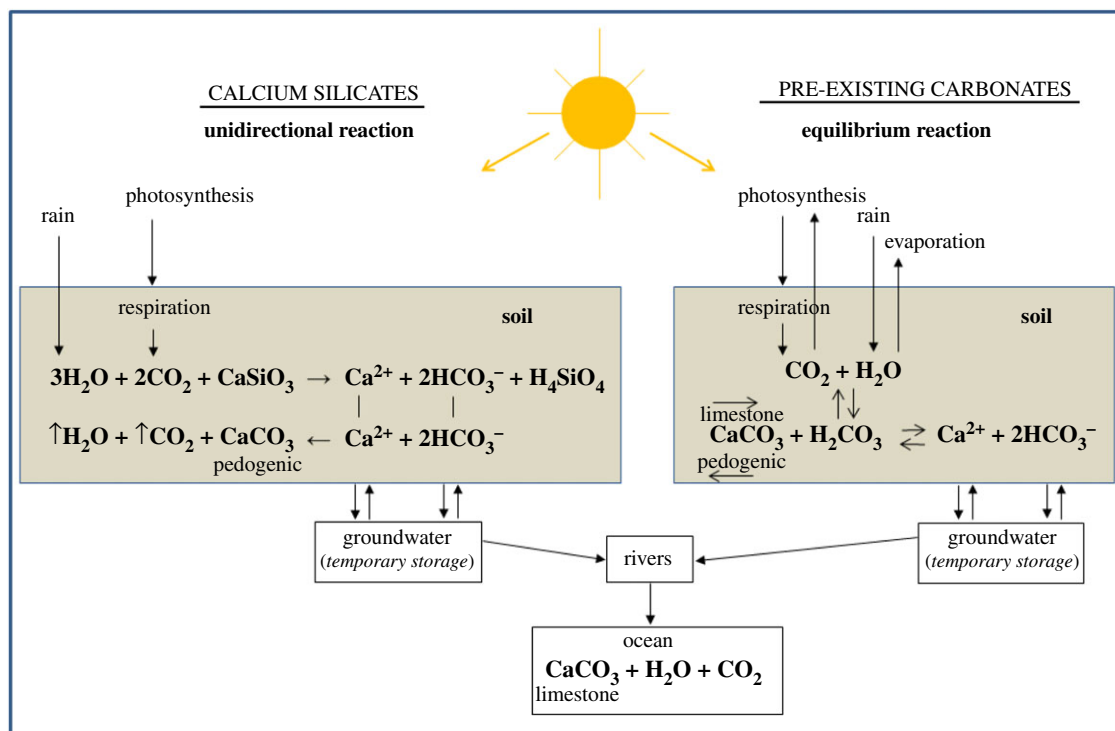 CALCIUM SILICATES
unidirectional reaction
PRE-EXISTING CARBONATES
equilibrium reaction
photosynthesis
rain
respiration
soil
3H₂O + 2CO₂ + CaSiO₃ → Ca²⁺ + 2HCO₃⁻ + H₄SiO₄
↑H₂O + ↑CO₂ + CaCO₃ ← Ca²⁺ + 2HCO₃⁻
pedogenic
photosynthesis
rain
evaporation
respiration
soil
CO₂ + H₂O
limestone
CaCO₃ + H₂CO₃ ⇌ Ca²⁺ + 2HCO₃⁻
pedogenic
groundwater
(temporary storage)
rivers
groundwater
(temporary storage)
ocean
CaCO₃ + H₂O + CO₂
limestone